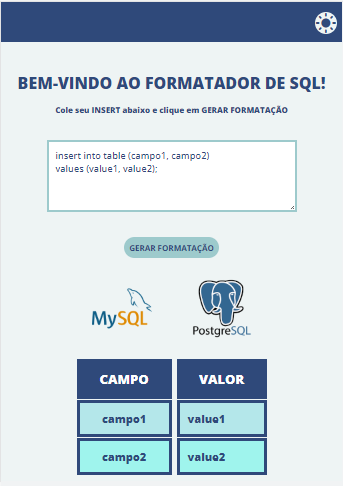 BEM-VINDO AO FORMATADOR DE SQL!
Cole seu INSERT abaixo e clique em GERAR FORMATAÇÃO
insert into table (campo1, campo2)
values (value1, value2);
GERAR FORMATAÇÃO
MySQL
PostgreSQL
CAMPO VALOR
campo1 value1
campo2 value2